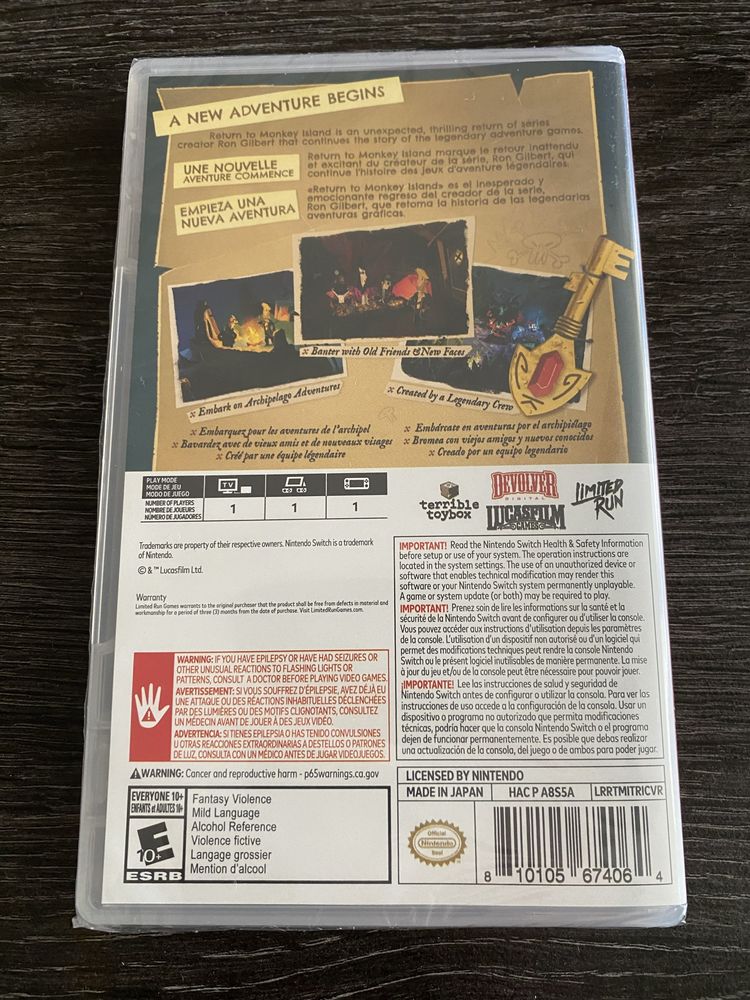 A NEW ADVENTURE BEGINS
Return to Monkey Island is an unexpected, thrilling return of series
creator Ron Gilbert that continues the story of the legendary adventure games.
UNE NOUVELLE
AVENTURE COMMENCE
Return to Monkey Island marque le retour inattendu
et excitant du créateur de la série, Ron Gilbert, qui
continue l'histoire des jeux d'aventure légendaires.
EMPIEZA UNA
NUEVA AVENTURA
«Return to Monkey Island» es el inesperado y
emocionante regreso del creador de la serie,
Ron Gilbert, que retoma la historia de las legendarias
aventuras gráficas.
x Banter with Old Friends & New Faces
x Embark on Archipelago Adventures
x Created by a Legendary Crew
x Embarquez pour les aventures de l'archipel
x Bavardez avec de vieux amis et de nouveaux visages
x Créé par une équipe légendaire
x Embárcate en aventuras por el archipiélago
x Bromea con viejos amigos y nuevos conocidos
x Creado por un equipo legendario
PLAY MODE
MODE DE JEU
MODO DE JUEGO
TV
NUMBER OF PLAYERS
NOMBRE DE JOUEURS
NÚMERO DE JUGADORES
1 1 1
terrible
toybox
DEVOLVER
DIGITAL
LUCASFILM
GAMES
LIMITED
RUN
Trademarks are property of their respective owners. Nintendo Switch is a trademark
of Nintendo.
© & ™ Lucasfilm Ltd.
Warranty
Limited Run Games warrants to the original purchaser that the product shall be free from defects in material and
workmanship for a period of three (3) months from the date of purchase. Visit LimitedRunGames.com.
IMPORTANT! Read the Nintendo Switch Health & Safety Information
before setup or use of your system. The operation instructions are
located in the system settings. The use of an unauthorized device or
software that enables technical modification may render this
software or your Nintendo Switch system permanently unplayable.
A game or system update (or both) may be required to play.
IMPORTANT! Prenez soin de lire les informations sur la santé et la
sécurité de la Nintendo Switch avant de configurer ou d'utiliser la console.
Vous pouvez accéder aux instructions d'utilisation depuis les paramètres
de la console. L'utilisation d'un dispositif non autorisé ou d'un logiciel qui
permet des modifications techniques peut rendre la console Nintendo
Switch ou le présent logiciel inutilisables de manière permanente. La mise
à jour du jeu et/ou de la console peut être nécessaire pour pouvoir jouer.
¡IMPORTANTE! Lee las instrucciones de salud y seguridad de
Nintendo Switch antes de configurar o utilizar la consola. Para ver las
instrucciones de uso accede a la configuración de la consola. Usar un
dispositivo o programa no autorizado que permita modificaciones
técnicas, podría hacer que la consola Nintendo Switch o el programa
dejen de funcionar permanentemente. Es posible que debas realizar
una actualización de la consola, del juego o de ambos para poder jugar.
WARNING: IF YOU HAVE EPILEPSY OR HAVE HAD SEIZURES OR
OTHER UNUSUAL REACTIONS TO FLASHING LIGHTS OR
PATTERNS, CONSULT A DOCTOR BEFORE PLAYING VIDEO GAMES.
AVERTISSEMENT: SI VOUS SOUFFREZ D'ÉPILEPSIE, AVEZ DÉJÀ EU
UNE ATTAQUE OU DES RÉACTIONS INHABITUELLES DÉCLENCHÉES
PAR DES LUMIÈRES OU DES MOTIFS CLIGNOTANTS, CONSULTEZ
UN MÉDECIN AVANT DE JOUER À DES JEUX VIDÉO.
ADVERTENCIA: SI TIENES EPILEPSIA O HAS TENIDO CONVULSIONES
U OTRAS REACCIONES EXTRAORDINARIAS A DESTELLOS O PATRONES
DE LUZ, CONSULTA CON UN MÉDICO ANTES DE JUGAR VIDEOJUEGOS.
WARNING: Cancer and reproductive harm - p65warnings.ca.gov
EVERYONE 10+
ENFANTS et ADULTES 10+
E
10+
ESRB
Fantasy Violence
Mild Language
Alcohol Reference
Violence fictive
Langage grossier
Mention d'alcool
LICENSED BY NINTENDO
MADE IN JAPAN HAC P A8S5A LRRTMITRICVR
Official
Nintendo
Seal
8 10105 67406 4